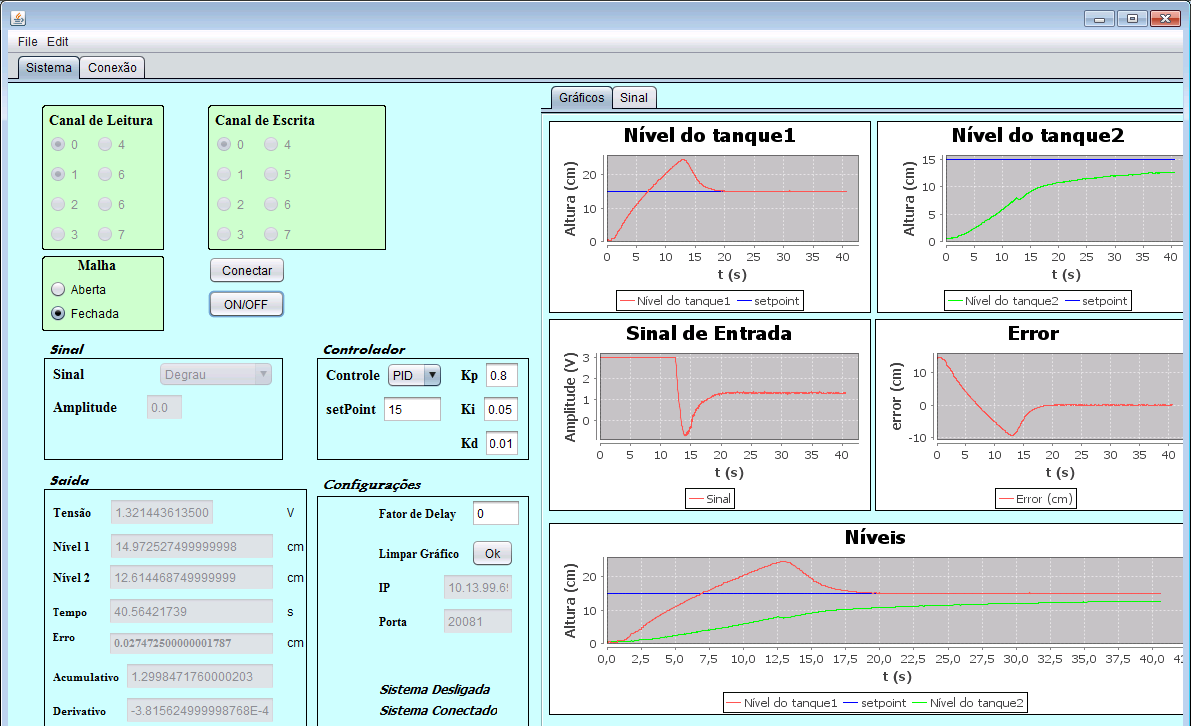 File Edit
Sistema Conexão
Canal de Leitura
0 4
1 6
2 6
3 7
Canal de Escrita
0 4
1 5
2 6
3 7
Malha
Aberta
Fechada
Conectar
ON/OFF
Sinal
Sinal Degrau
Amplitude 0.0
Controlador
Controle PID Kp 0.8
setPoint 15 Ki 0.05
Kd 0.01
Saida
Tensão 1.321443613500 V
Nível 1 14.972527499999998 cm
Nível 2 12.614468749999999 cm
Tempo 40.56421739 s
Erro 0.027472500000001787 cm
Acumulativo 1.2998471760000203
Derivativo -3.815624999998768E-4
Configurações
Fator de Delay 0
Limpar Gráfico Ok
IP 10.13.99.69
Porta 20081
Sistema Desligada
Sistema Conectado
Gráficos Sinal
Nível do tanque1
Altura (cm)
20
10
0
0 5 10 15 20 25 30 35 40
t (s)
Nível do tanque1 setpoint
Nível do tanque2
Altura (cm)
15
10
5
0
0 5 10 15 20 25 30 35 40
t (s)
Nível do tanque2 setpoint
Sinal de Entrada
Amplitude (V)
3
2
1
0
0 5 10 15 20 25 30 35 40
t (s)
Sinal
Error
error (cm)
10
0
-10
0 5 10 15 20 25 30 35 40
t (s)
Error (cm)
Níveis
Altura (cm)
20
10
0
0,0 2,5 5,0 7,5 10,0 12,5 15,0 17,5 20,0 22,5 25,0 27,5 30,0 32,5 35,0 37,5 40,0 42
t (s)
Nível do tanque1 setpoint Nível do tanque2